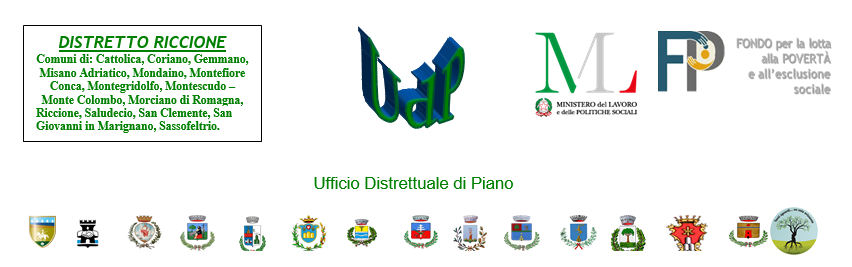 DISTRETTO RICCIONE
Comuni di: Cattolica, Coriano, Gemmano,
Misano Adriatico, Mondaino, Montefiore
Conca, Montegridolfo, Montescudo –
Monte Colombo, Morciano di Romagna,
Riccione, Saludecio, San Clemente, San
Giovanni in Marignano, Sassofeltrio.
UdP
ML
MINISTERO del LAVORO
e delle POLITICHE SOCIALI
FP
FONDO per la lotta
alla POVERTÀ
e all'esclusione
sociale
Ufficio Distrettuale di Piano